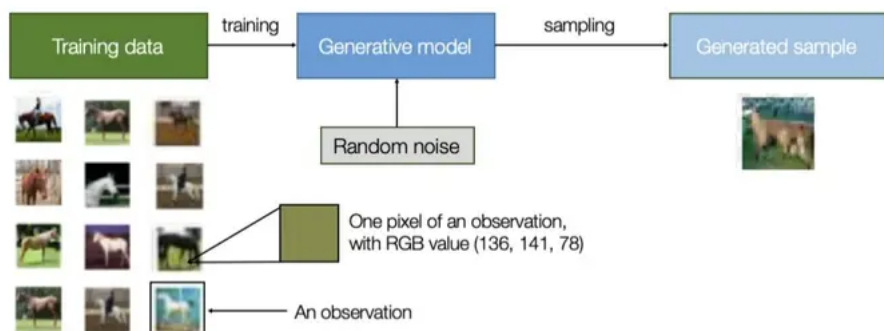 Training data
training
Generative model
sampling
Generated sample
Random noise
One pixel of an observation,
with RGB value (136, 141, 78)
An observation